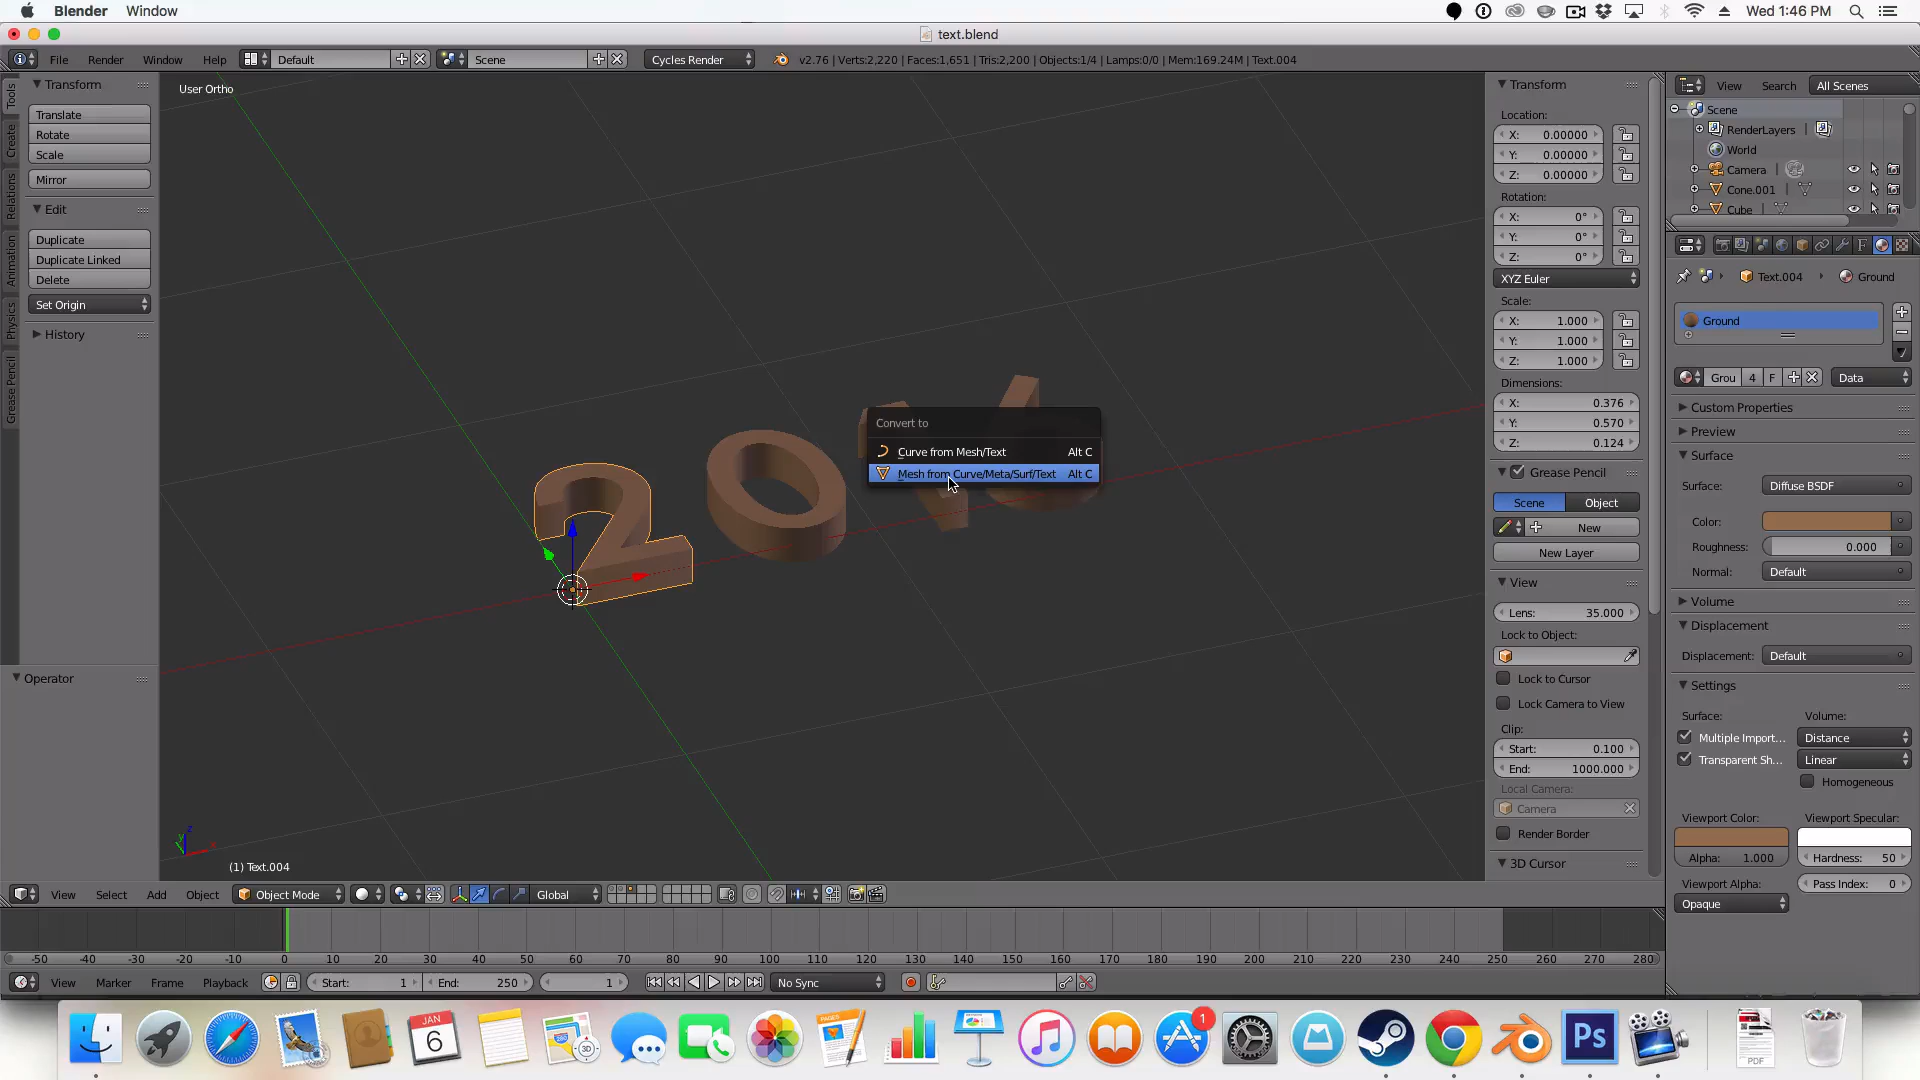 Blender Window Wed 1:46 PM
text.blend
File Render Window Help Default Scene Cycles Render v2.76 | Verts:2,220 | Faces:1,651 | Tris:2,200 | Objects:1/4 | Lamps:0/0 | Mem:169.24M | Text.004
Tools
Create
Relations
Animation
Physics
Grease Pencil
Transform
Translate
Rotate
Scale
Mirror
Edit
Duplicate
Duplicate Linked
Delete
Set Origin
History
Operator
User Ortho
20
Convert to
Curve from Mesh/Text Alt C
Mesh from Curve/Meta/Surf/Text Alt C
(1) Text.004
Transform
Location:
X: 0.00000
Y: 0.00000
Z: 0.00000
Rotation:
X: 0°
Y: 0°
Z: 0°
XYZ Euler
Scale:
X: 1.000
Y: 1.000
Z: 1.000
Dimensions:
X: 0.376
Y: 0.570
Z: 0.124
Grease Pencil
Scene Object
New
New Layer
View
Lens: 35.000
Lock to Object:
Lock to Cursor
Lock Camera to View
Clip:
Start: 0.100
End: 1000.000
Local Camera:
Camera
Render Border
3D Cursor
View Search All Scenes
Scene
RenderLayers
World
Camera
Cone.001
Cube
Text.004 Ground
Ground
Grou 4 F Data
Custom Properties
Preview
Surface
Surface: Diffuse BSDF
Color:
Roughness: 0.000
Normal: Default
Volume
Displacement
Displacement: Default
Settings
Surface: Volume:
Multiple Import... Distance
Transparent Sh... Linear
Homogeneous
Viewport Color: Viewport Specular:
Alpha: 1.000 Hardness: 50
Viewport Alpha: Pass Index: 0
Opaque
View Select Add Object Object Mode Global
-50 -40 -30 -20 -10 0 10 20 30 40 50 60 70 80 90 100 110 120 130 140 150 160 170 180 190 200 210 220 230 240 250 260 270 280
View Marker Frame Playback Start: 1 End: 250 1 No Sync
JAN
6
PAGES
3D
1
Ps
PDF